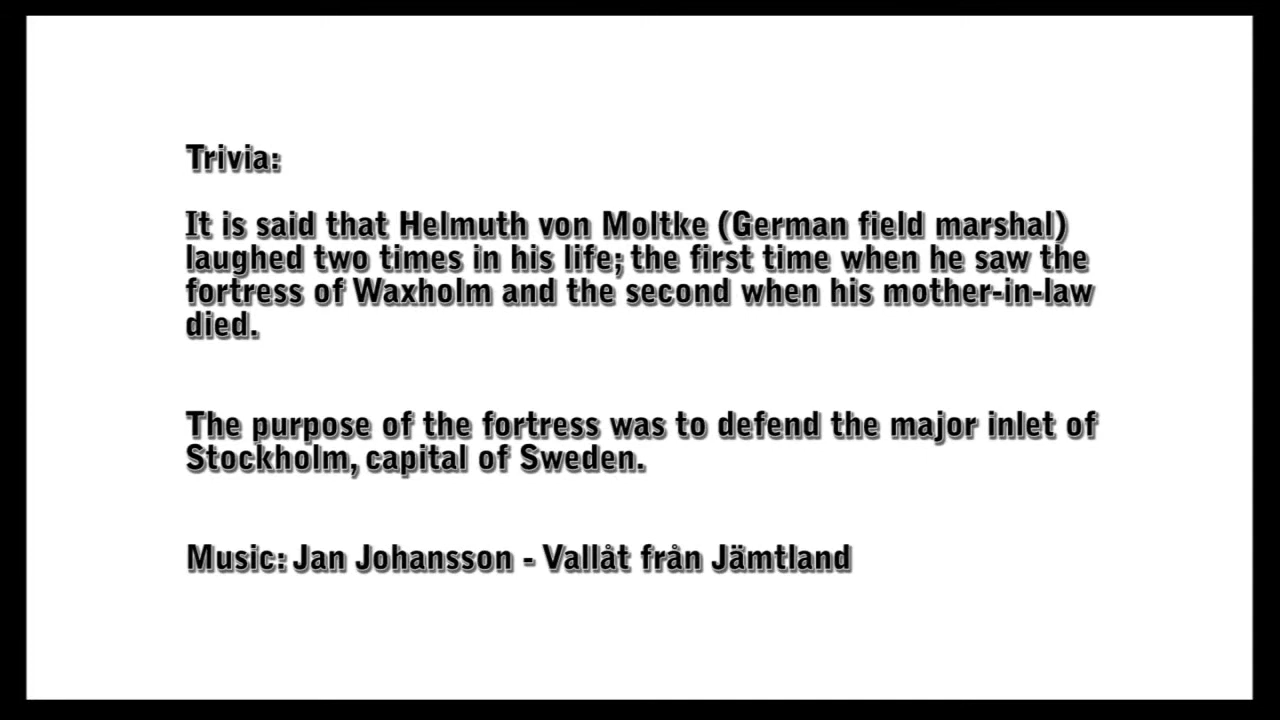 Trivia:
It is said that Helmuth von Moltke (German field marshal)
laughed two times in his life; the first time when he saw the
fortress of Waxholm and the second when his mother-in-law
died.
The purpose of the fortress was to defend the major inlet of
Stockholm, capital of Sweden.
Music: Jan Johansson - Vallåt från Jämtland